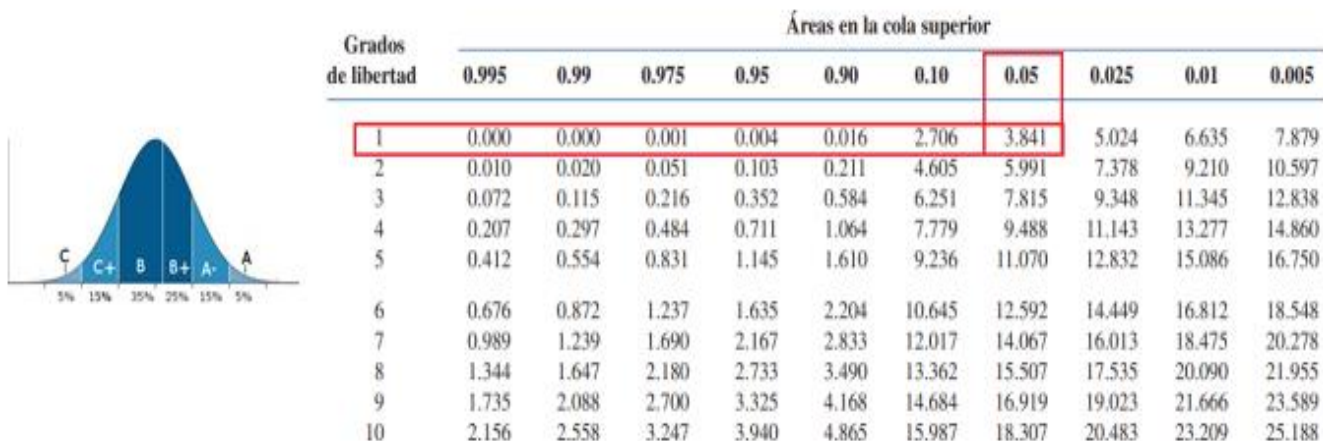 Áreas en la cola superior
Grados
de libertad 0.995 0.99 0.975 0.95 0.90 0.10 0.05 0.025 0.01 0.005
1 0.000 0.000 0.001 0.004 0.016 2.706 3.841 5.024 6.635 7.879
2 0.010 0.020 0.051 0.103 0.211 4.605 5.991 7.378 9.210 10.597
3 0.072 0.115 0.216 0.352 0.584 6.251 7.815 9.348 11.345 12.838
4 0.207 0.297 0.484 0.711 1.064 7.779 9.488 11.143 13.277 14.860
5 0.412 0.554 0.831 1.145 1.610 9.236 11.070 12.832 15.086 16.750
6 0.676 0.872 1.237 1.635 2.204 10.645 12.592 14.449 16.812 18.548
7 0.989 1.239 1.690 2.167 2.833 12.017 14.067 16.013 18.475 20.278
8 1.344 1.647 2.180 2.733 3.490 13.362 15.507 17.535 20.090 21.955
9 1.735 2.088 2.700 3.325 4.168 14.684 16.919 19.023 21.666 23.589
10 2.156 2.558 3.247 3.940 4.865 15.987 18.307 20.483 23.209 25.188
C C+ B B+ A- A
5% 15% 35% 25% 15% 5%